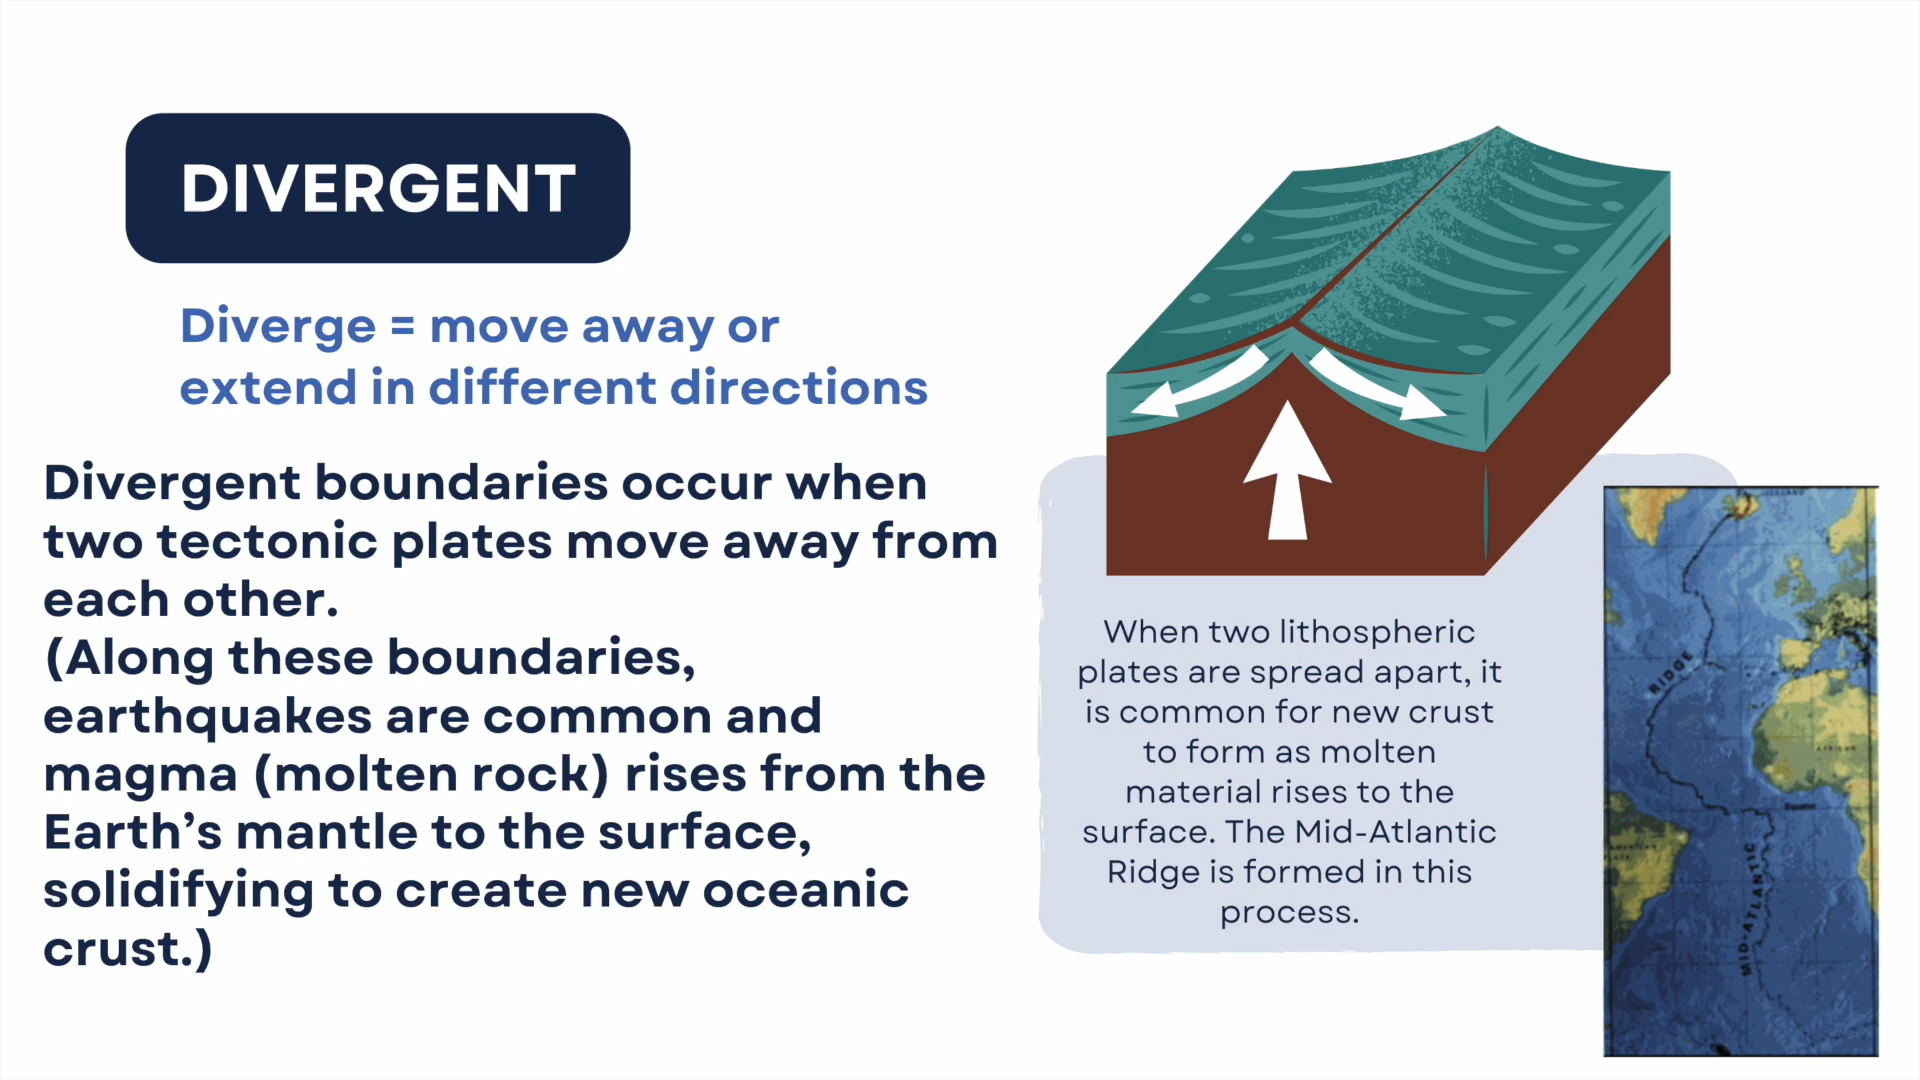 DIVERGENT
Diverge = move away or
extend in different directions
Divergent boundaries occur when
two tectonic plates move away from
each other.
(Along these boundaries,
earthquakes are common and
magma (molten rock) rises from the
Earth’s mantle to the surface,
solidifying to create new oceanic
crust.)
When two lithospheric
plates are spread apart, it
is common for new crust
to form as molten
material rises to the
surface. The Mid-Atlantic
Ridge is formed in this
process.
ICELAND
RIDGE
MID-ATLANTIC